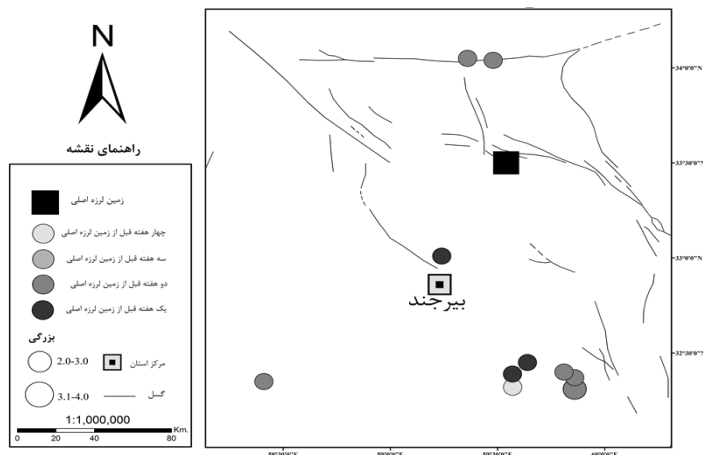 N
راهنمای نقشه
زمین لرزه اصلی
چهار هفته قبل از زمین لرزه اصلی
سه هفته قبل از زمین لرزه اصلی
دو هفته قبل از زمین لرزه اصلی
یک هفته قبل از زمین لرزه اصلی
بزرگی
2.0-3.0
مرکز استان
3.1-4.0
گسل
1:1,000,000
Km.
0 20 40 80
بیرجند
34°0'0"N
33°30'0"N
33°0'0"N
32°30'0"N